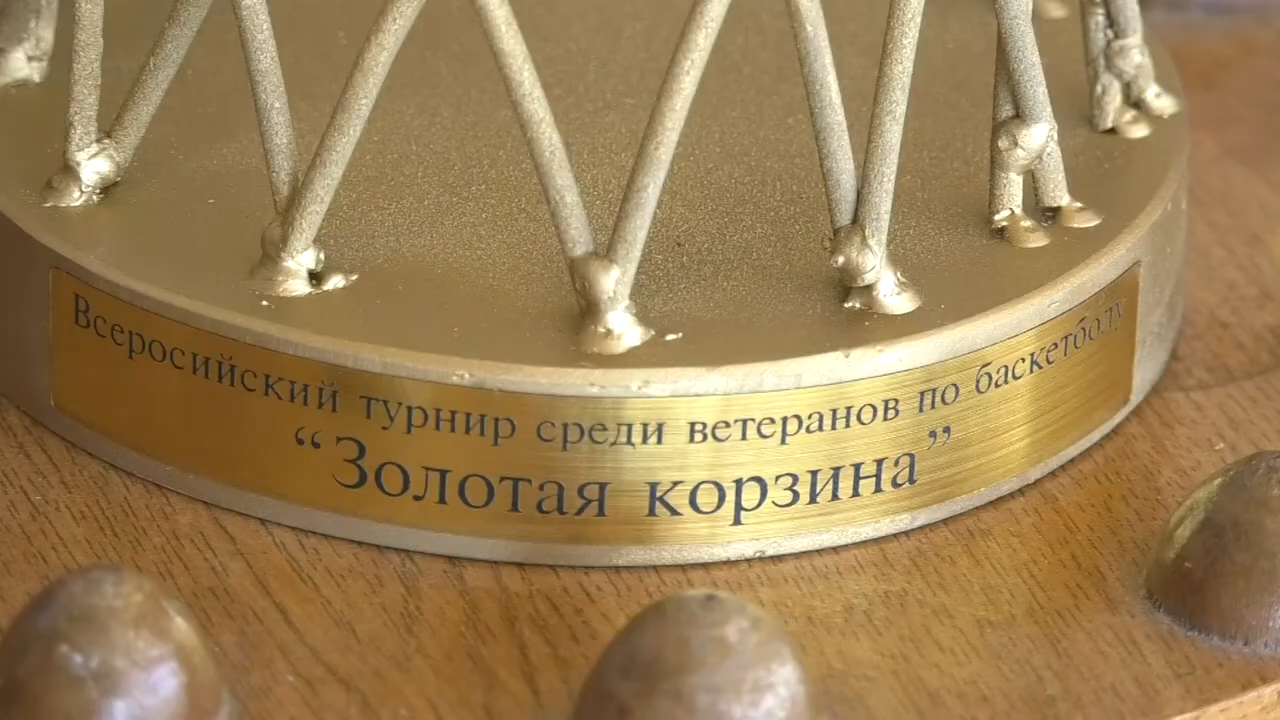 Всеросийский турнир среди ветеранов по баскетболу
“Золотая корзина”